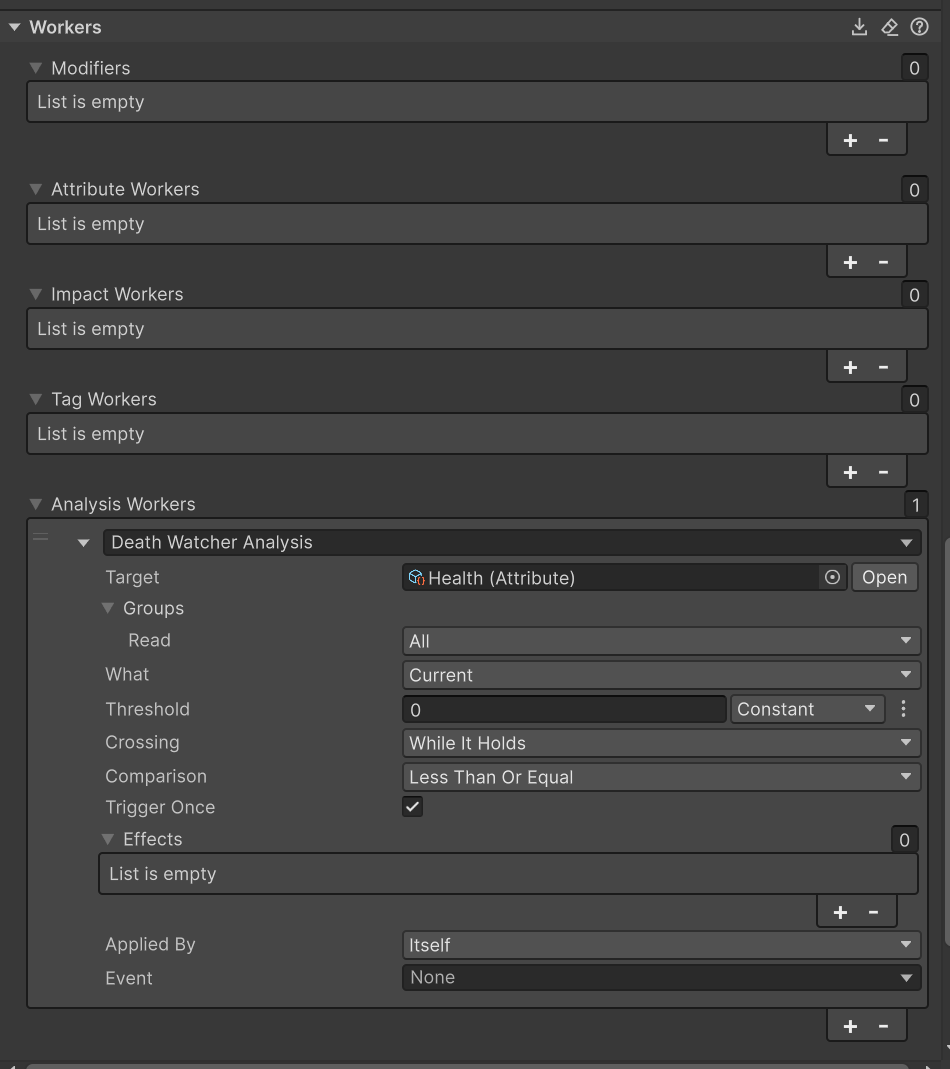 Workers
Modifiers 0
List is empty
+ -
Attribute Workers 0
List is empty
+ -
Impact Workers 0
List is empty
+ -
Tag Workers 0
List is empty
+ -
Analysis Workers 1
Death Watcher Analysis
Target Health (Attribute) Open
Groups
Read All
What Current
Threshold 0 Constant
Crossing While It Holds
Comparison Less Than Or Equal
Trigger Once
Effects 0
List is empty
+ -
Applied By Itself
Event None
+ -